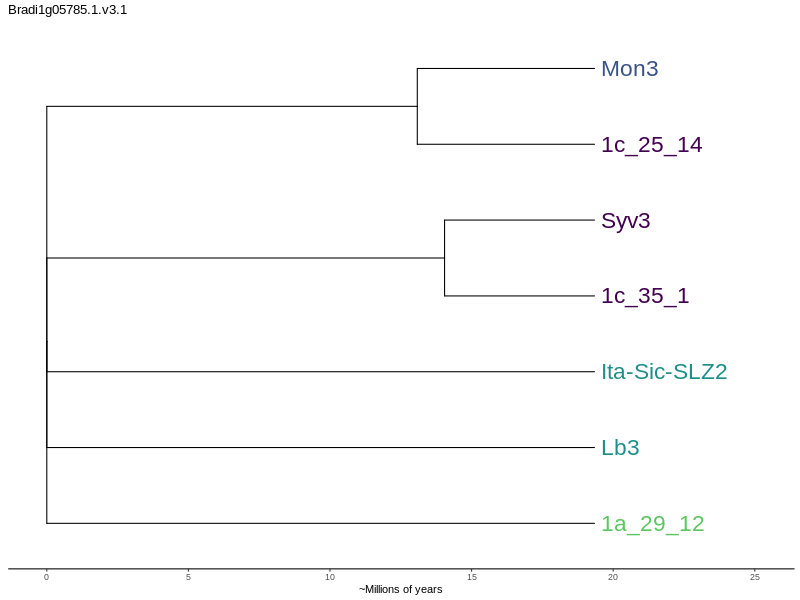 Bradi1g05785.1.v3.1
Mon3
1c_25_14
Syv3
1c_35_1
Ita-Sic-SLZ2
Lb3
1a_29_12
0 5 10 15 20 25
~Millions of years